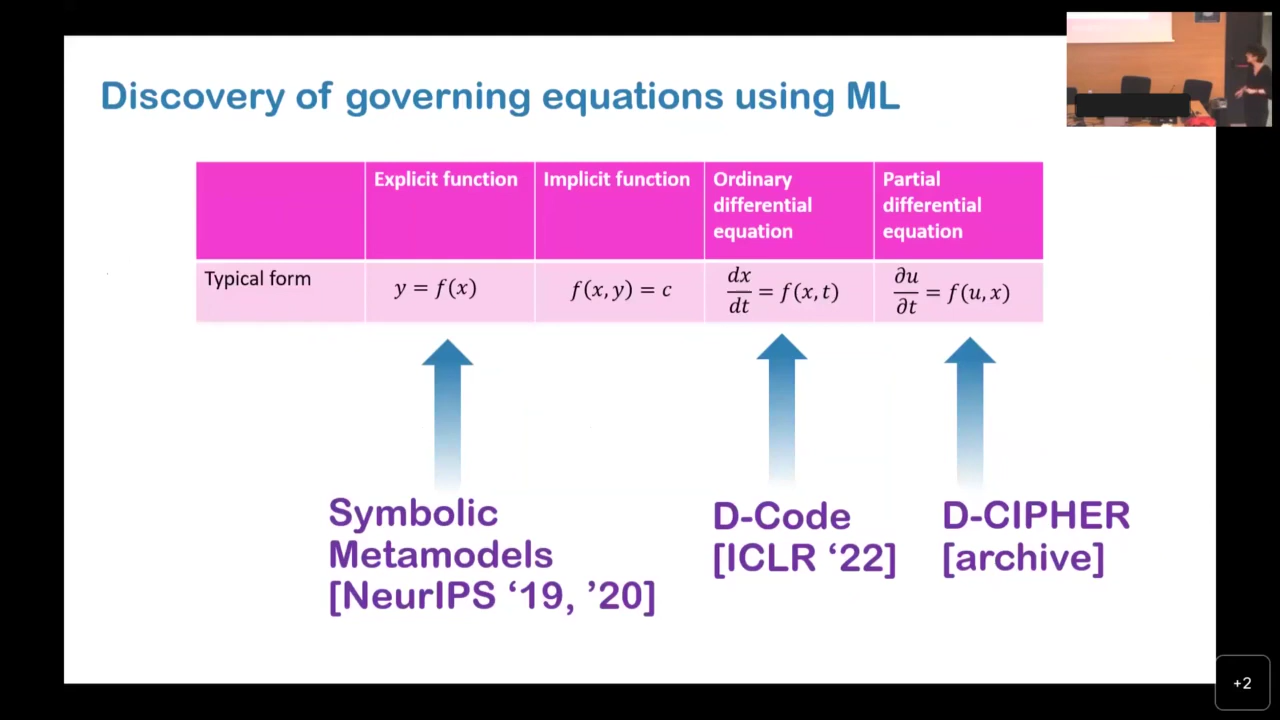 Discovery of governing equations using ML
Explicit function
Implicit function
Ordinary
differential
equation
Partial
differential
equation
Typical form
y = f(x)
f(x, y) = c
dx/dt = f(x, t)
∂u/∂t = f(u, x)
Symbolic
Metamodels
[NeurIPS ‘19, ’20]
D-Code
[ICLR ‘22]
D-CIPHER
[archive]
+2